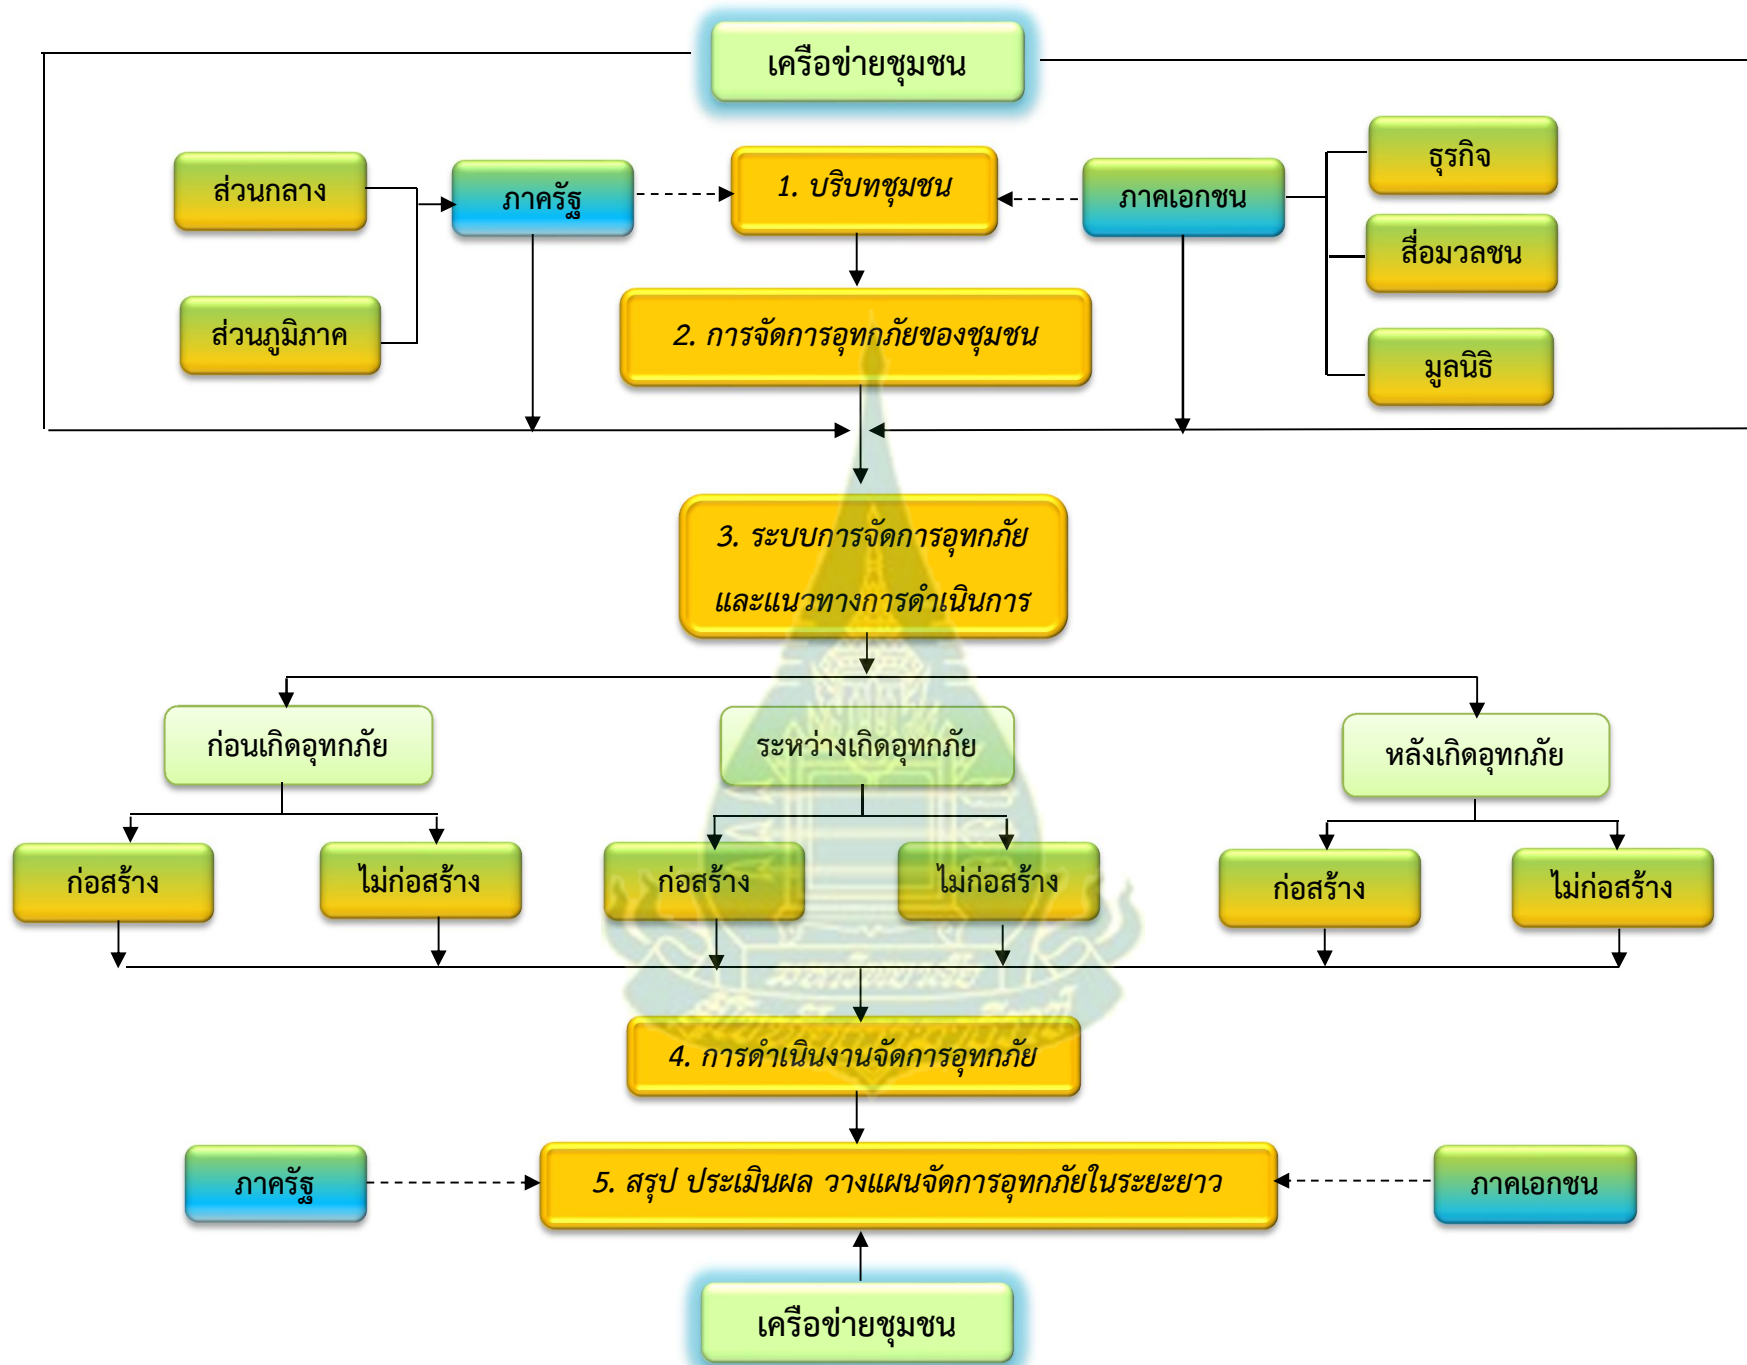 เครือข่ายชุมชน
ส่วนกลาง
ภาครัฐ
1. บริบทชุมชน
ภาคเอกชน
ธุรกิจ
สื่อมวลชน
ส่วนภูมิภาค
2. การจัดการอุทกภัยของชุมชน
มูลนิธิ
3. ระบบการจัดการอุทกภัย
และแนวทางการดำเนินการ
ก่อนเกิดอุทกภัย
ระหว่างเกิดอุทกภัย
หลังเกิดอุทกภัย
ก่อสร้าง
ไม่ก่อสร้าง
ก่อสร้าง
ไม่ก่อสร้าง
ก่อสร้าง
ไม่ก่อสร้าง
4. การดำเนินงานจัดการอุทกภัย
ภาครัฐ
5. สรุป ประเมินผล วางแผนจัดการอุทกภัยในระยะยาว
ภาคเอกชน
เครือข่ายชุมชน